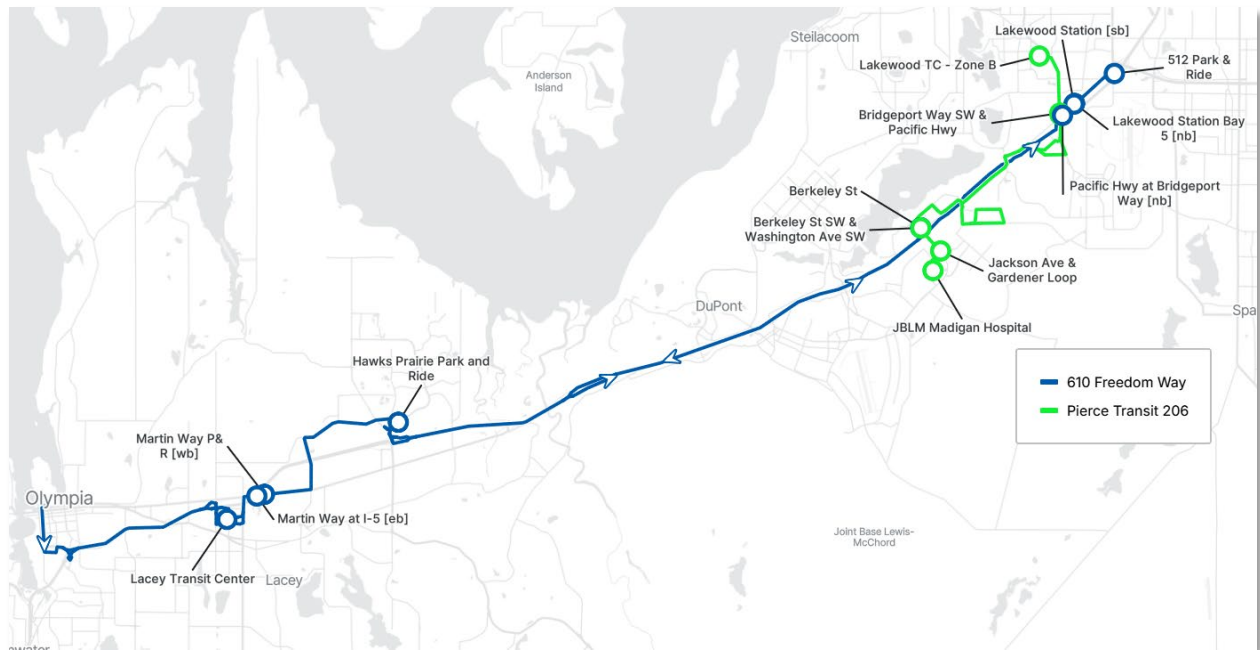 Lakewood Station [sb]
Steilacoom
Lakewood TC - Zone B
512 Park &
Ride
Anderson
Island
Bridgeport Way SW &
Pacific Hwy
Lakewood Station Bay
5 [nb]
Berkeley St
Pacific Hwy at Bridgeport
Way [nb]
Berkeley St SW &
Washington Ave SW
Jackson Ave &
Gardener Loop
DuPont
Spa
JBLM Madigan Hospital
Hawks Prairie Park and
Ride
610 Freedom Way
Pierce Transit 206
Martin Way P&
R [wb]
Olympia
Martin Way at I-5 [eb]
Joint Base Lewis-
McChord
Lacey Transit Center
Lacey
awater